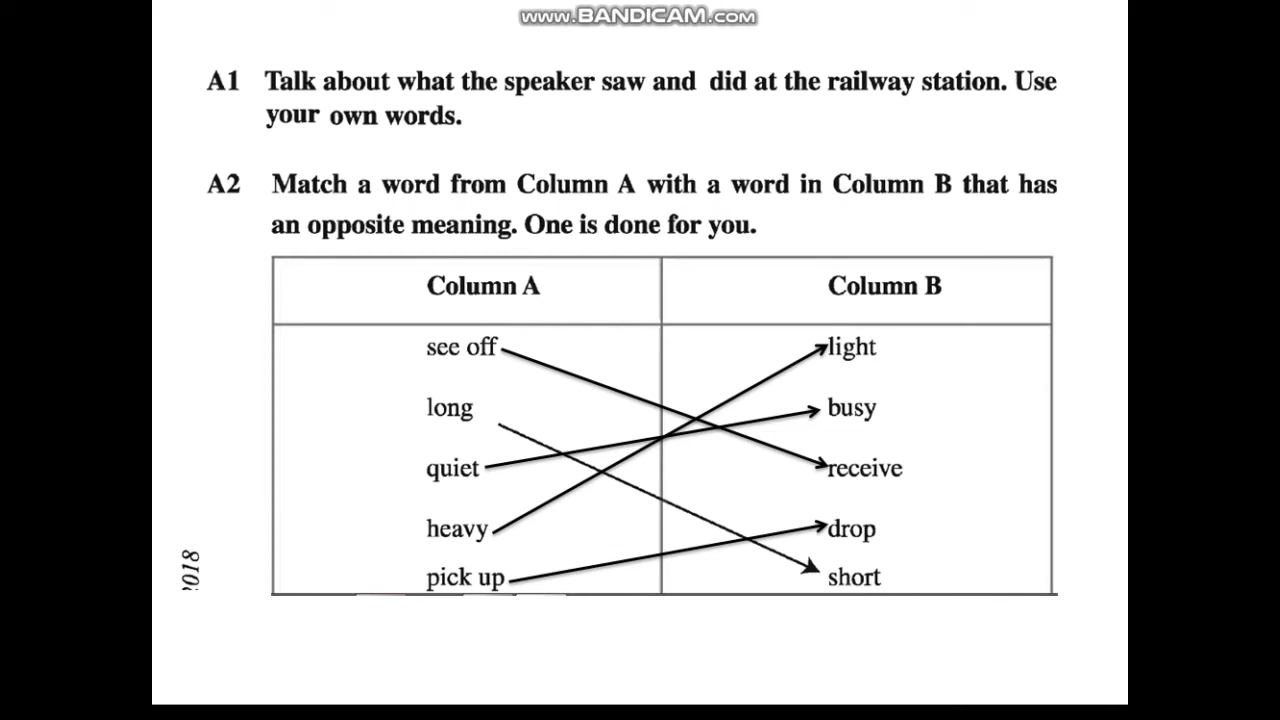 www.BANDICAM.com
A1 Talk about what the speaker saw and did at the railway station. Use
your own words.
A2 Match a word from Column A with a word in Column B that has
an opposite meaning. One is done for you.
Column A Column B
see off light
long busy
quiet receive
heavy drop
pick up short
2018